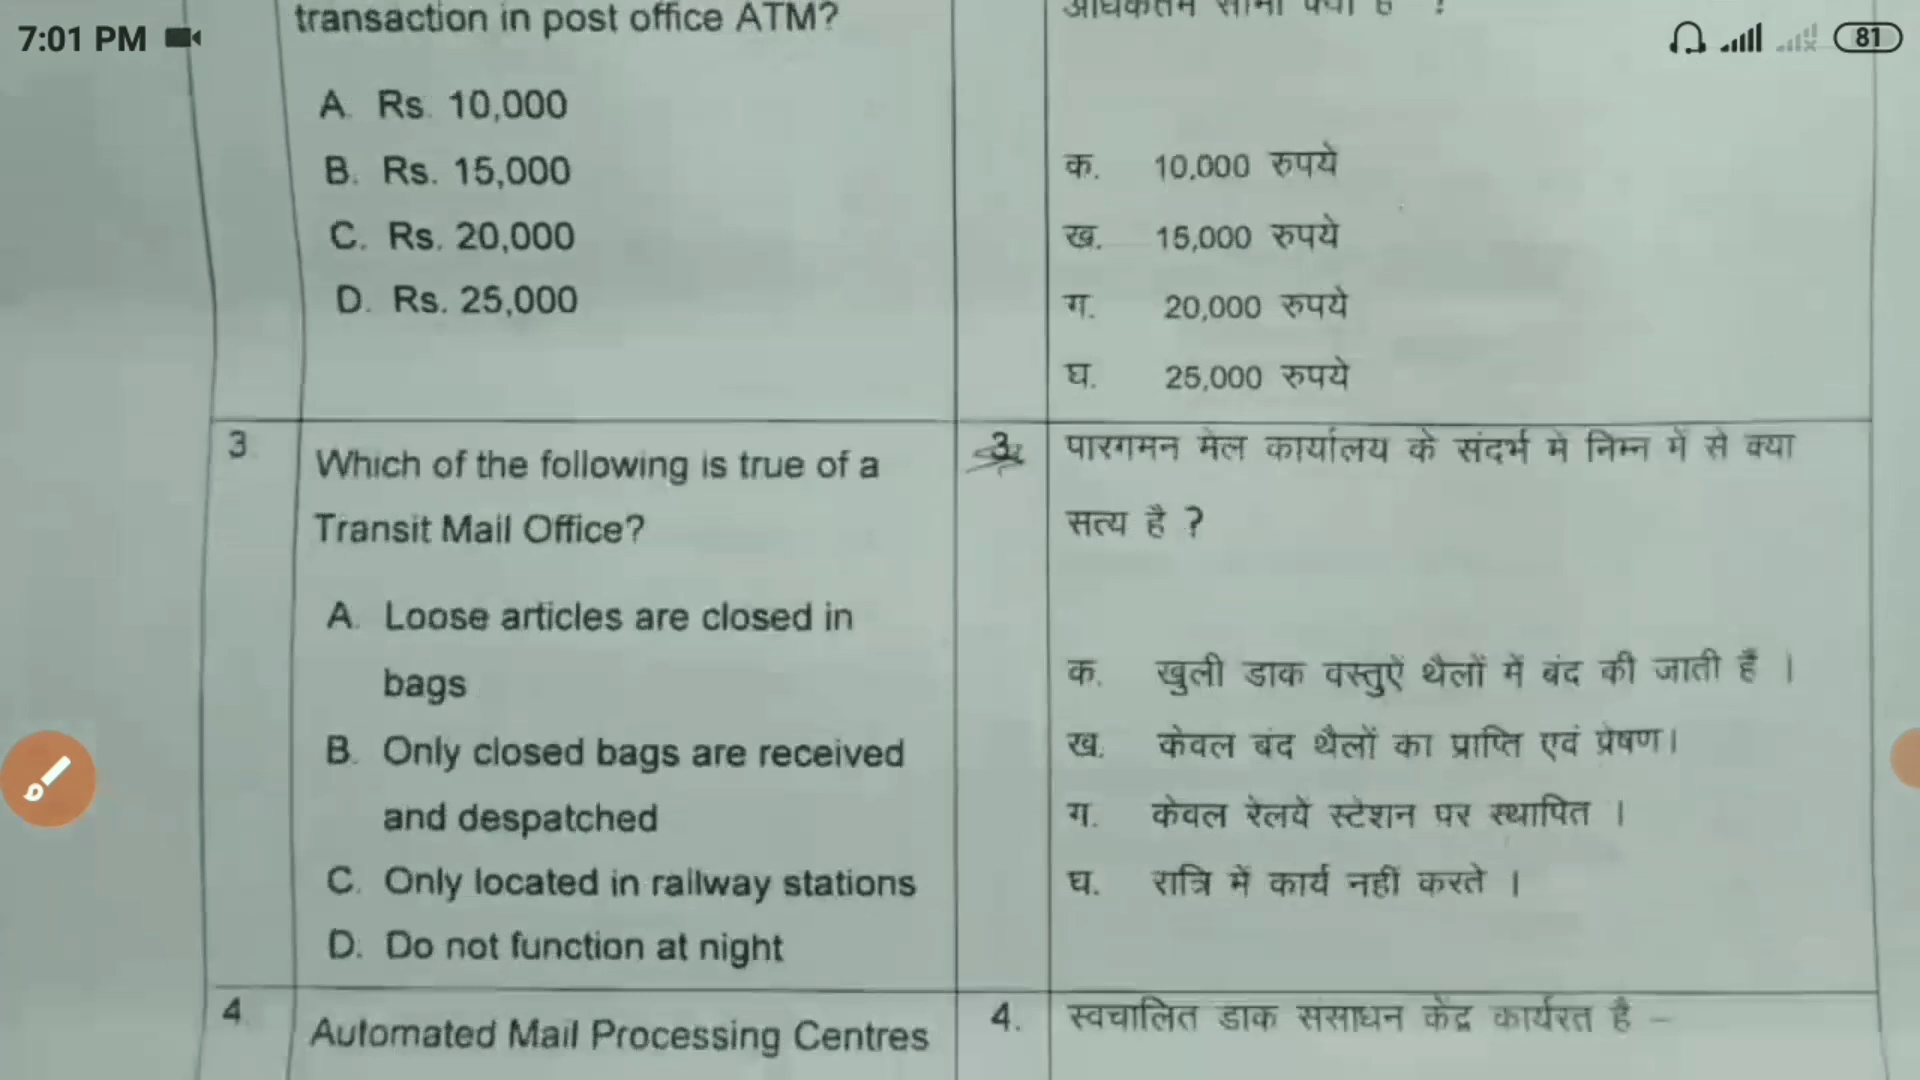 7:01 PM
81
transaction in post office ATM?
A. Rs. 10,000
B. Rs. 15,000
C. Rs. 20,000
D. Rs. 25,000
क. 10,000 रुपये
ख. 15,000 रुपये
ग. 20,000 रुपये
घ. 25,000 रुपये
3
Which of the following is true of a
Transit Mail Office?
A. Loose articles are closed in
bags
B. Only closed bags are received
and despatched
C. Only located in railway stations
D. Do not function at night
3.
पारगमन मेल कार्यालय के संदर्भ मे निम्न में से क्या
सत्य है ?
क. खुली डाक वस्तुऐं थैलों में बंद की जाती हैं ।
ख. केवल बंद थैलों का प्राप्ति एवं प्रेषण।
ग. केवल रेलवें स्टेशन पर स्थापित ।
घ. रात्रि में कार्य नहीं करते ।
4
Automated Mail Processing Centres
4.
स्वचालित डाक संसाधन केंद्र कार्यरत है –